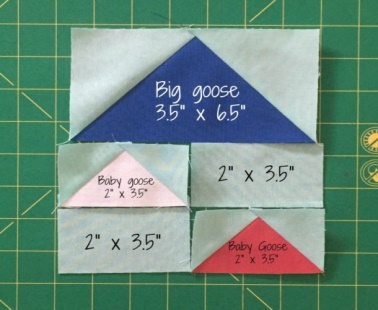 Big goose
3.5" x 6.5"
Baby goose
2" x 3.5"
2" x 3.5"
2" x 3.5"
Baby Goose
2" x 3.5"